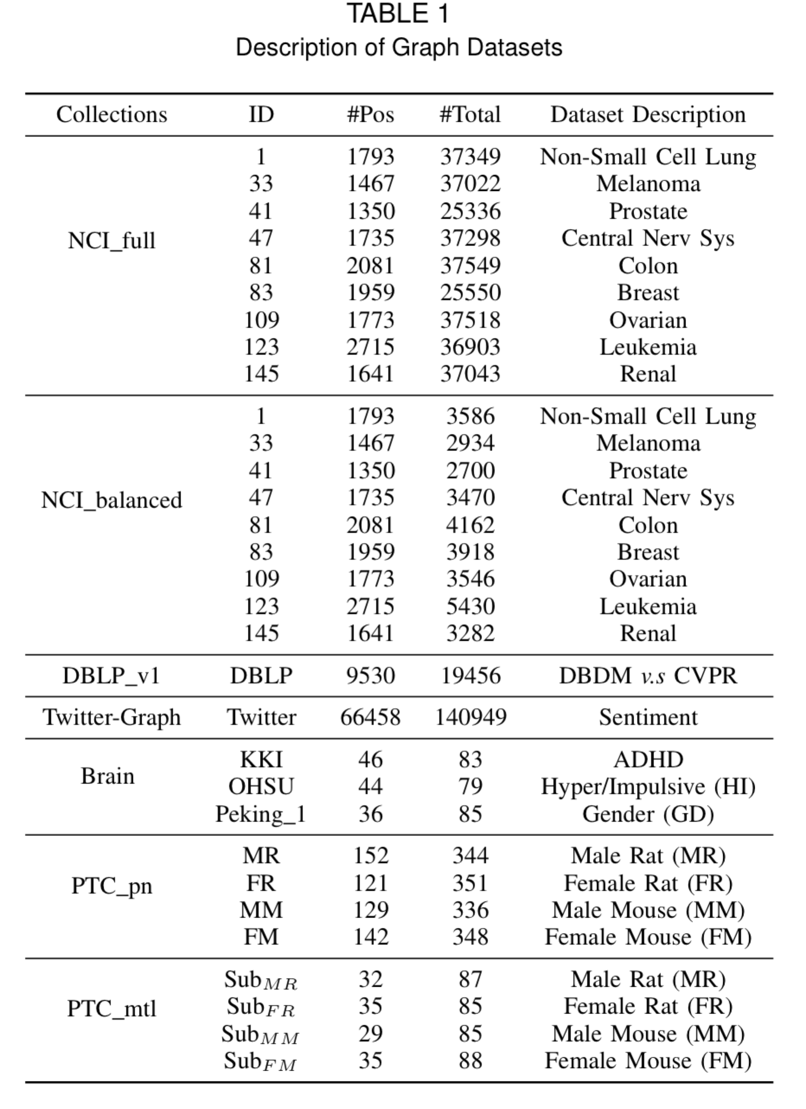 TABLE 1
Description of Graph Datasets
Collections ID #Pos #Total Dataset Description
1 1793 37349 Non-Small Cell Lung
33 1467 37022 Melanoma
41 1350 25336 Prostate
NCI_full 47 1735 37298 Central Nerv Sys
81 2081 37549 Colon
83 1959 25550 Breast
109 1773 37518 Ovarian
123 2715 36903 Leukemia
145 1641 37043 Renal
1 1793 3586 Non-Small Cell Lung
33 1467 2934 Melanoma
41 1350 2700 Prostate
NCI_balanced 47 1735 3470 Central Nerv Sys
81 2081 4162 Colon
83 1959 3918 Breast
109 1773 3546 Ovarian
123 2715 5430 Leukemia
145 1641 3282 Renal
DBLP_v1 DBLP 9530 19456 DBDM v.s CVPR
Twitter-Graph Twitter 66458 140949 Sentiment
KKI 46 83 ADHD
Brain OHSU 44 79 Hyper/Impulsive (HI)
Peking_1 36 85 Gender (GD)
MR 152 344 Male Rat (MR)
PTC_pn FR 121 351 Female Rat (FR)
MM 129 336 Male Mouse (MM)
FM 142 348 Female Mouse (FM)
Sub_MR 32 87 Male Rat (MR)
PTC_mtl Sub_FR 35 85 Female Rat (FR)
Sub_MM 29 85 Male Mouse (MM)
Sub_FM 35 88 Female Mouse (FM)